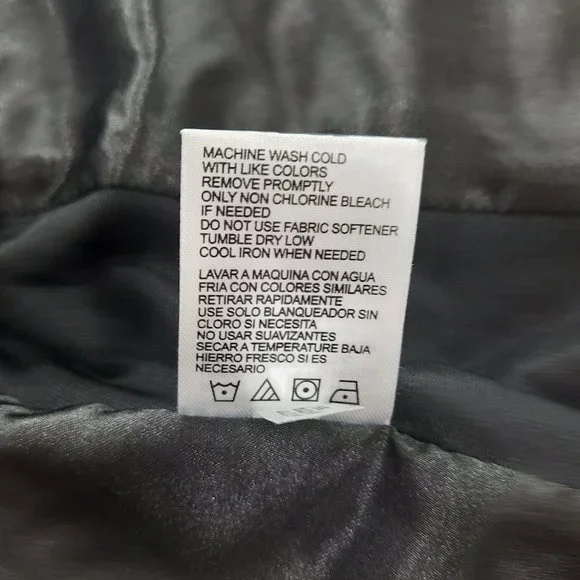 MACHINE WASH COLD
WITH LIKE COLORS
REMOVE PROMPTLY
ONLY NON CHLORINE BLEACH
IF NEEDED
DO NOT USE FABRIC SOFTENER
TUMBLE DRY LOW
COOL IRON WHEN NEEDED
LAVAR A MAQUINA CON AGUA
FRIA CON COLORES SIMILARES
RETIRAR RAPIDAMENTE
USE SOLO BLANQUEADOR SIN
CLORO SI NECESITA
NO USAR SUAVIZANTES
SECAR A TEMPERATURE BAJA
HIERRO FRESCO SI ES
NECESARIO